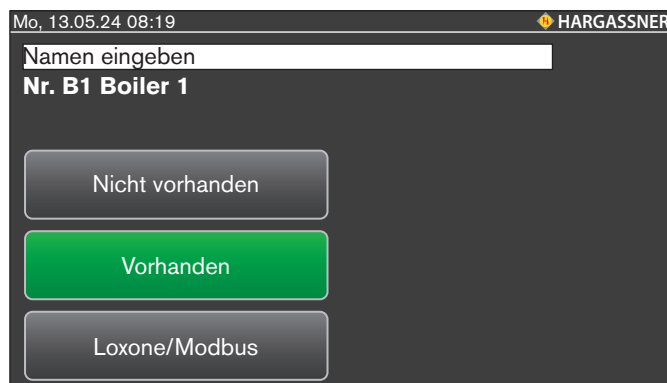 Mo, 13.05.24 08:19 HARGASSNER
Namen eingeben
Nr. B1 Boiler 1
Nicht vorhanden
Vorhanden
Loxone/Modbus